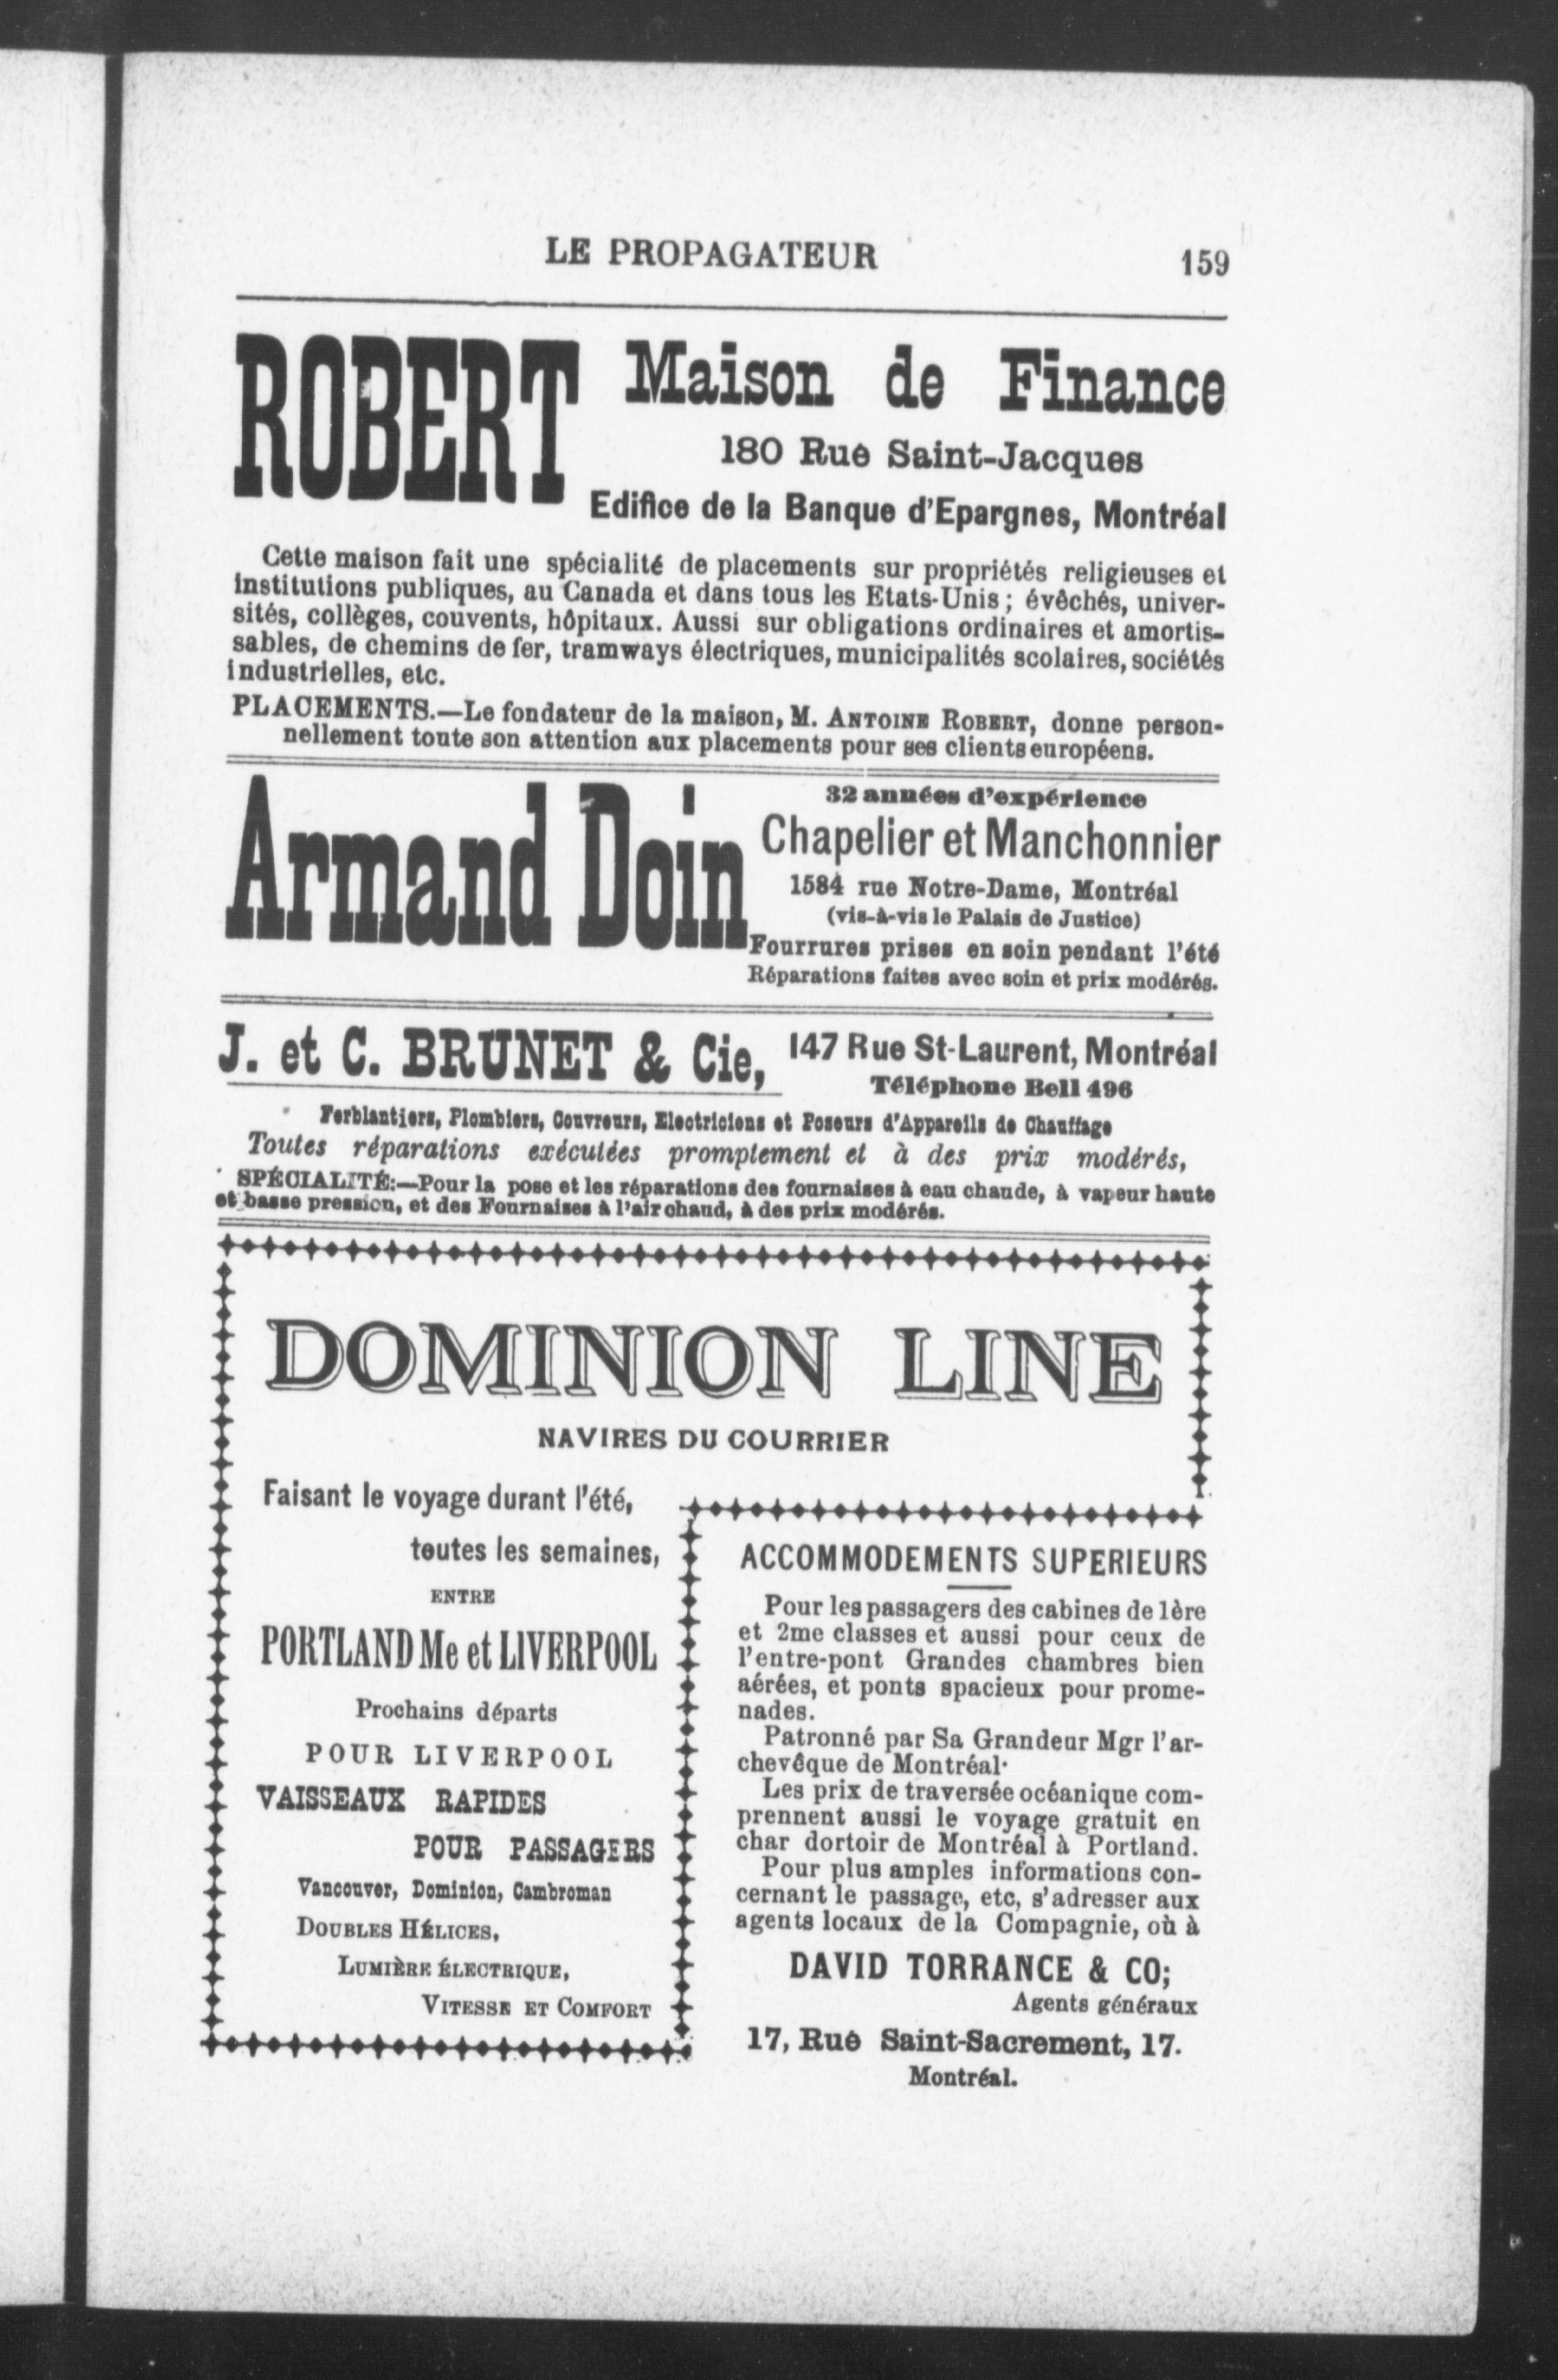 LE PROPAGATEUR 159
ROBERT
Maison de Finance
180 Rue Saint-Jacques
Edifice de la Banque d'Epargnes, Montréal
Cette maison fait une spécialité de placements sur propriétés religieuses et
institutions publiques, au Canada et dans tous les Etats-Unis ; évêchés, univer-
sités, collèges, couvents, hôpitaux. Aussi sur obligations ordinaires et amortis-
sables, de chemins de fer, tramways électriques, municipalités scolaires, sociétés
industrielles, etc.
PLACEMENTS.—Le fondateur de la maison, M. ANTOINE ROBERT, donne person-
nellement toute son attention aux placements pour ses clients européens.
Armand Doin
32 années d'expérience
Chapelier et Manchonnier
1584 rue Notre-Dame, Montréal
(vis-à-vis le Palais de Justice)
Fourrures prises en soin pendant l'été
Réparations faites avec soin et prix modérés.
J. et C. BRUNET & Cie,
147 Rue St-Laurent, Montréal
Téléphone Bell 496
Ferblantiers, Plombiers, Couvreurs, Electriciens et Poseurs d'Appareils de Chauffage
Toutes réparations exécutées promptement et à des prix modérés,
SPÉCIALITÉ:—Pour la pose et les réparations des fournaises à eau chaude, à vapeur haute
et basse pression, et des Fournaises à l'air chaud, à des prix modérés.
DOMINION LINE
NAVIRES DU COURRIER
Faisant le voyage durant l'été,
toutes les semaines,
ENTRE
PORTLAND Me et LIVERPOOL
Prochains départs
POUR LIVERPOOL
VAISSEAUX RAPIDES
POUR PASSAGERS
Vancouver, Dominion, Cambroman
DOUBLES HÉLICES,
LUMIÈRE ÉLECTRIQUE,
VITESSE ET COMFORT
ACCOMMODEMENTS SUPERIEURS
Pour les passagers des cabines de 1ère
et 2me classes et aussi pour ceux de
l'entre-pont Grandes chambres bien
aérées, et ponts spacieux pour prome-
nades.
Patronné par Sa Grandeur Mgr l'ar-
chevêque de Montréal·
Les prix de traversée océanique com-
prennent aussi le voyage gratuit en
char dortoir de Montréal à Portland.
Pour plus amples informations con-
cernant le passage, etc, s'adresser aux
agents locaux de la Compagnie, où à
DAVID TORRANCE & CO;
Agents généraux
17, Rue Saint-Sacrement, 17.
Montréal.